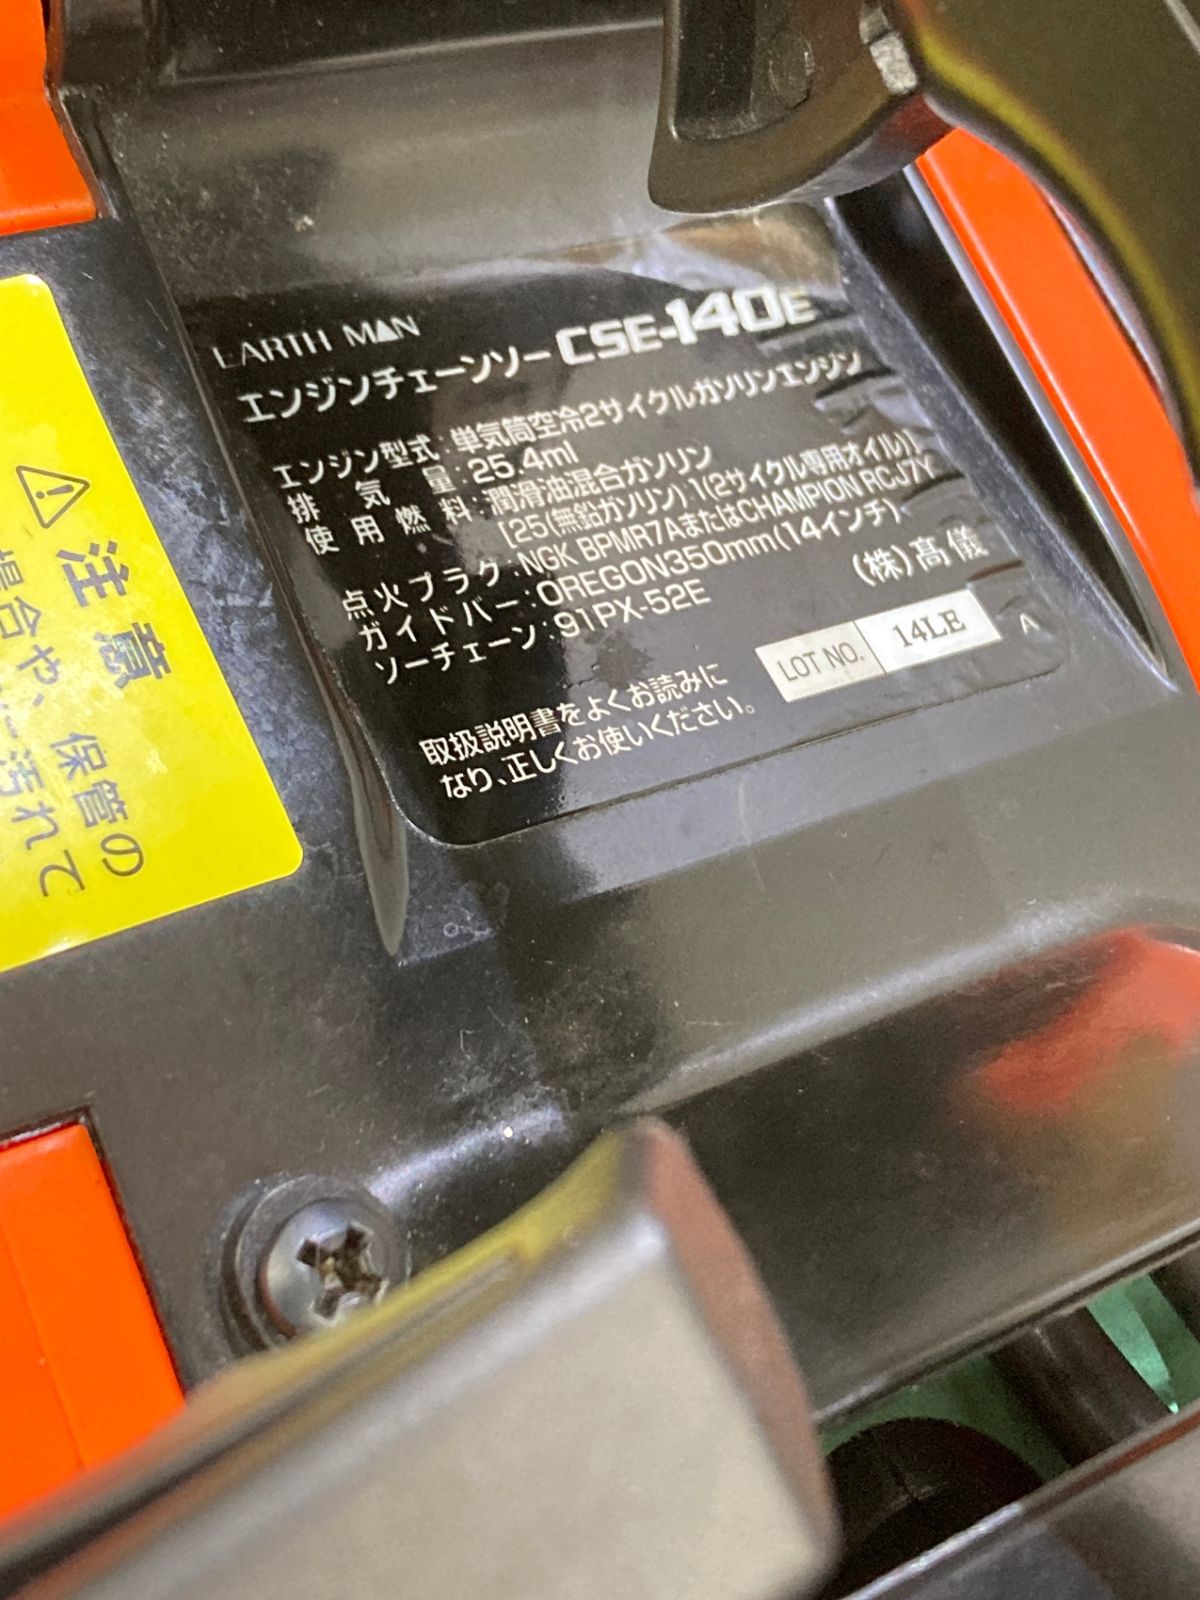 EARTH MAN
エンジンチェーンソー CSE-140E
エンジン型式:単気筒空冷2サイクルガソリンエンジン
排気量:25.4ml
使用燃料:潤滑油混合ガソリン
[25(無鉛ガソリン):1(2サイクル専用オイル)]
点火プラグ:NGK BPMR7AまたはCHAMPION RCJ7Y
ガイドバー:OREGON350mm(14インチ)
ソーチェーン:91PX-52E
(株)高儀
取扱説明書をよくお読みに
なり、正しくお使いください。
LOT NO. 14LE
A
注意
保管の
場合や、
汚れて